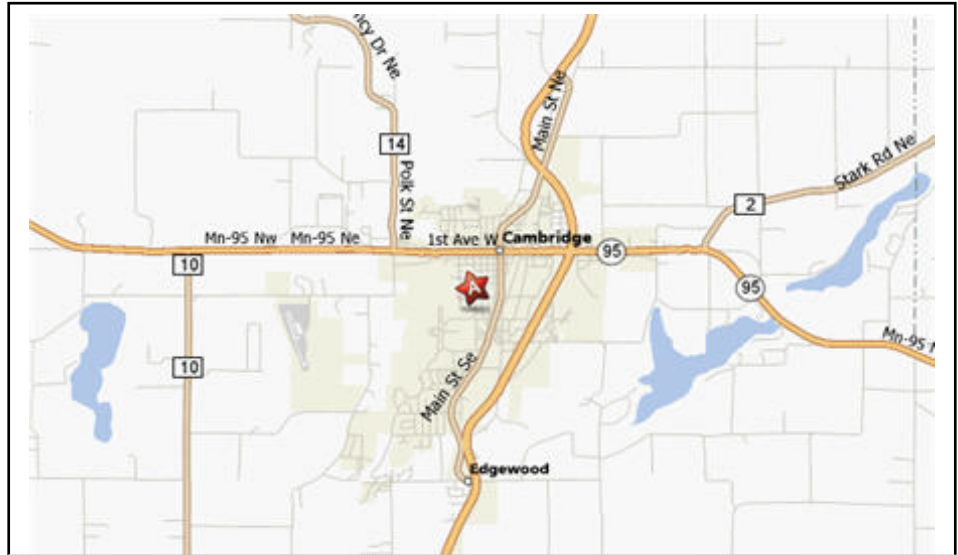 Dr Ne
Main St Ne
14
Polk St Ne
Stark Rd Ne
2
Mn-95 Nw
Mn-95 Ne
1st Ave W
Cambridge
95
10
A
95
Mn-95
10
Main St Se
Edgewood